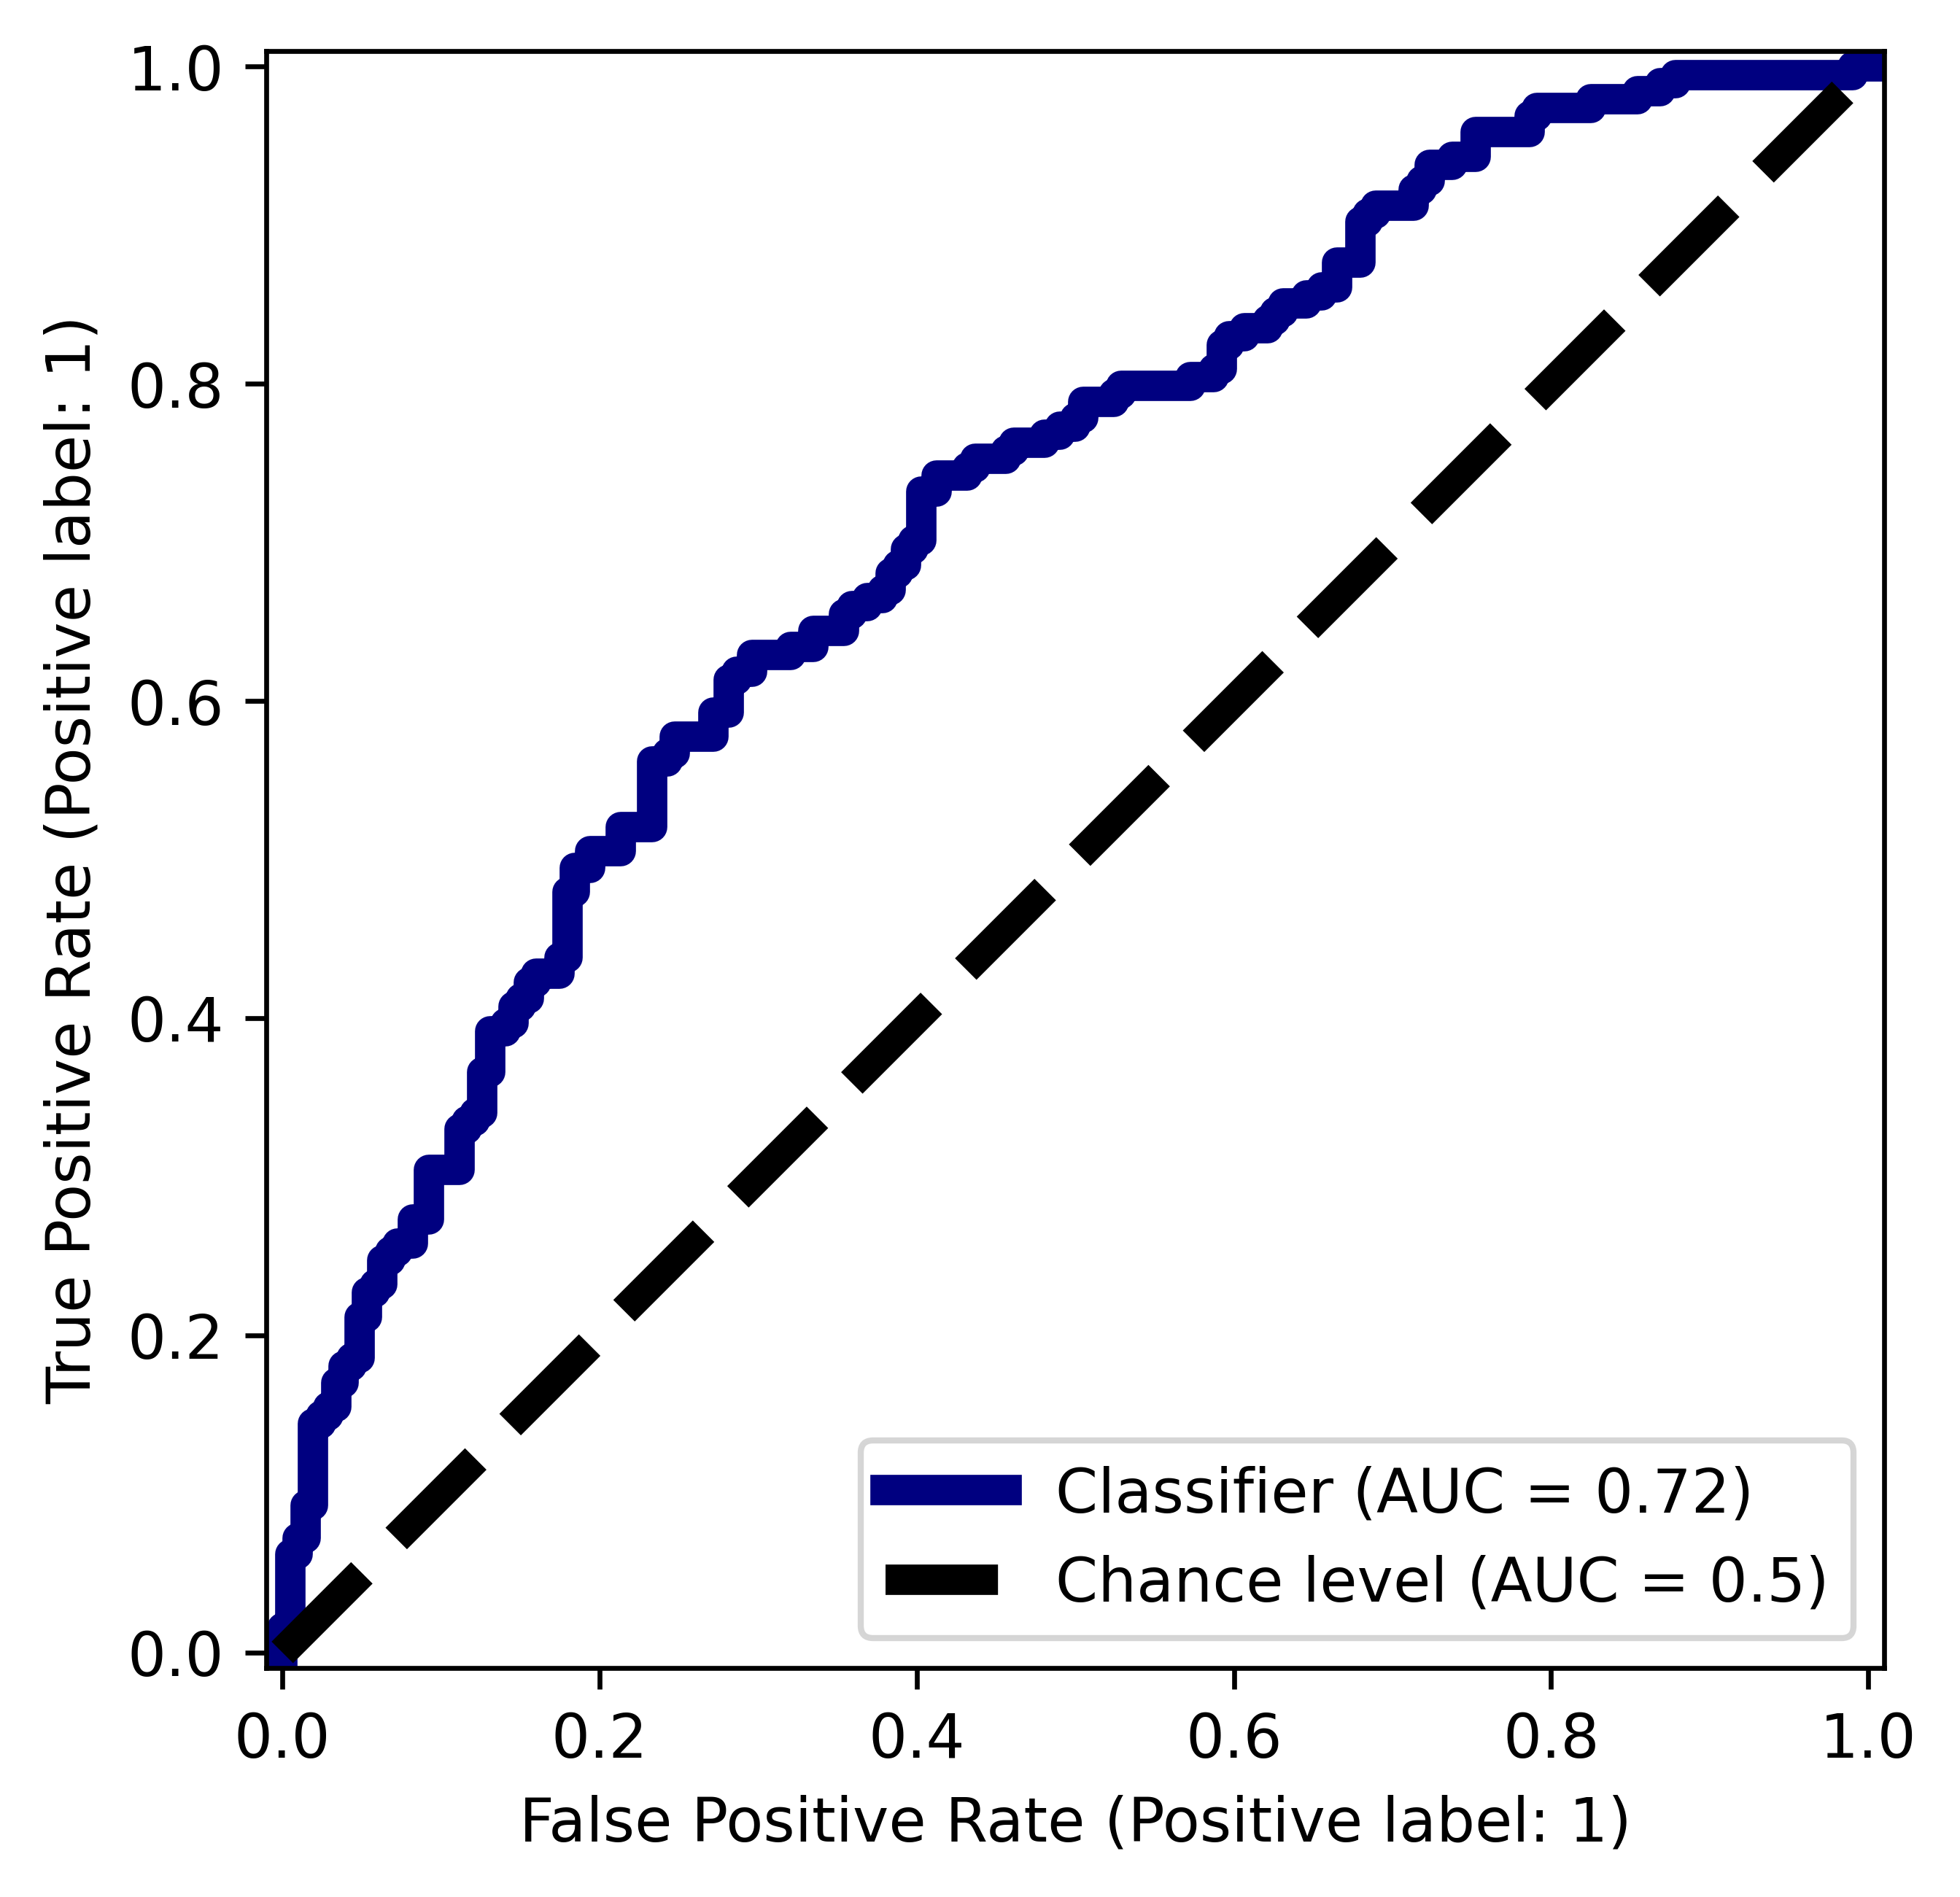 1.0
0.8
0.6
0.4
0.2
0.0
True Positive Rate (Positive label: 1)
Classifier (AUC = 0.72)
Chance level (AUC = 0.5)
0.0 0.2 0.4 0.6 0.8 1.0
False Positive Rate (Positive label: 1)